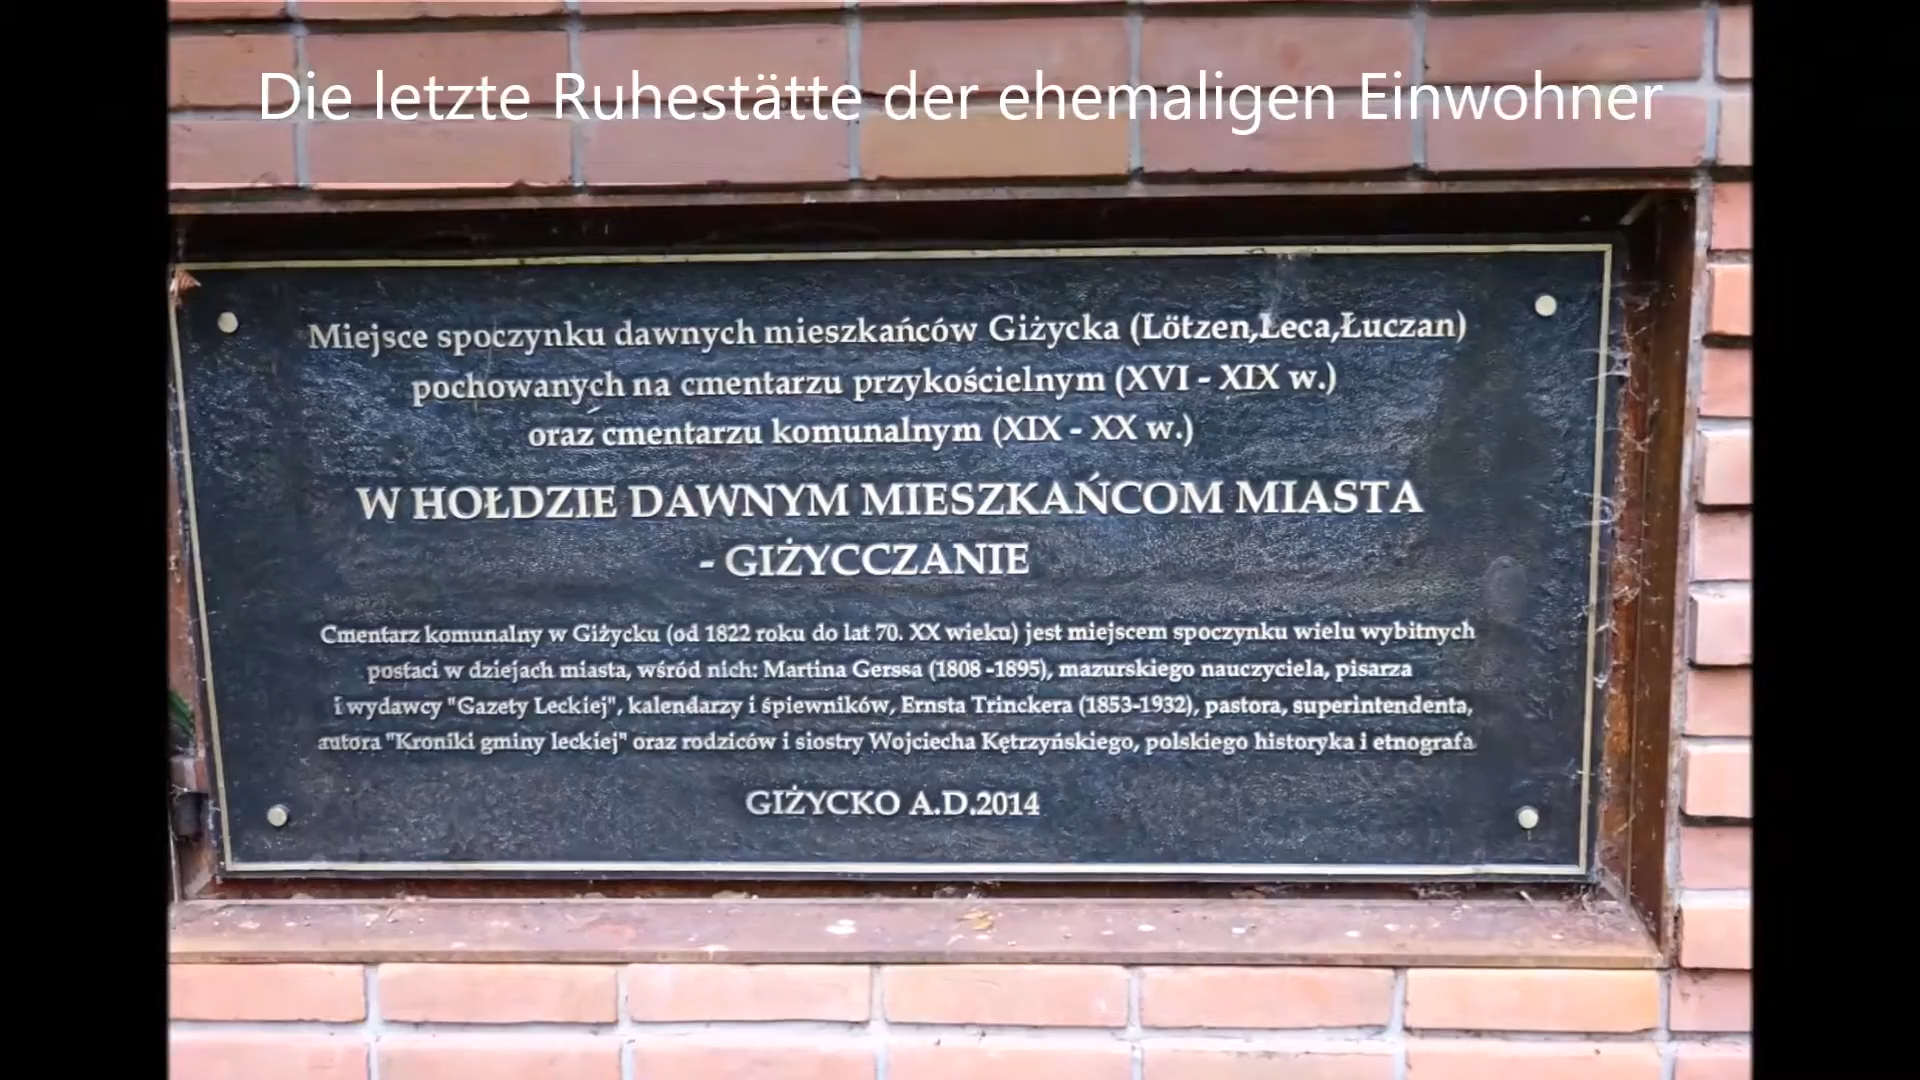 Die letzte Ruhestätte der ehemaligen Einwohner
Miejsce spoczynku dawnych mieszkańców Giżycka (Lötzen,Leca,Łuczan)
pochowanych na cmentarzu przykościelnym (XVI - XIX w.)
oraz cmentarzu komunalnym (XIX - XX w.)
W HOŁDZIE DAWNYM MIESZKAŃCOM MIASTA
- GIŻYCCZANIE
Cmentarz komunalny w Giżycku (od 1822 roku do lat 70. XX wieku) jest miejscem spoczynku wielu wybitnych
postaci w dziejach miasta, wśród nich: Martina Gerssa (1808 -1895), mazurskiego nauczyciela, pisarza
i wydawcy "Gazety Leckiej", kalendarzy i śpiewników, Ernsta Trinckera (1853-1932), pastora, superintendenta,
autora "Kroniki gminy leckiej" oraz rodziców i siostry Wojciecha Kętrzyńskiego, polskiego historyka i etnografa
GIŻYCKO A.D.2014